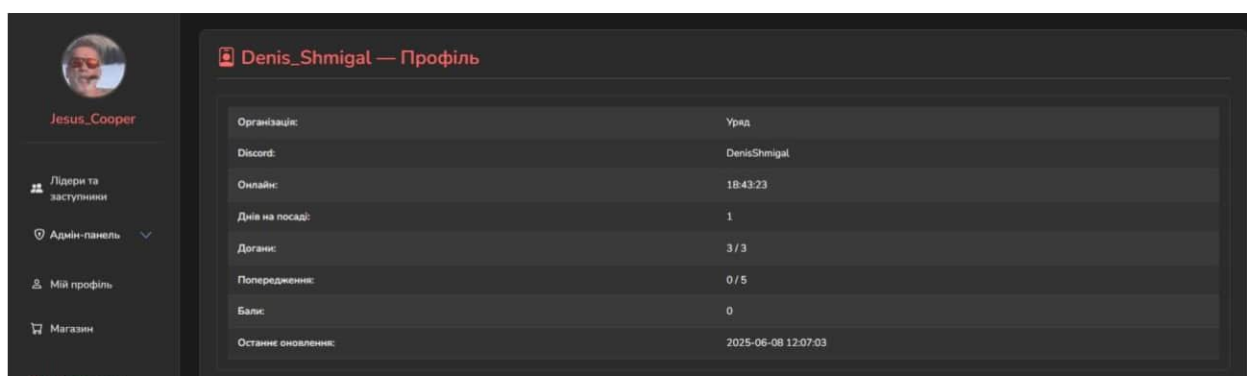 Jesus_Cooper
Лідери та
заступники
Адмін-панель
Мій профіль
Магазин
Denis_Shmigal — Профіль
Організація: Уряд
Discord: DenisShmigal
Онлайн: 18:43:23
Днів на посаді: 1
Догани: 3 / 3
Попередження: 0 / 5
Бали: 0
Останнє оновлення: 2025-06-08 12:07:03